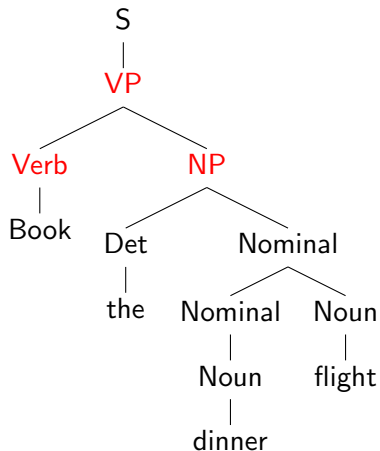 S
VP
Verb NP
Book Det Nominal
the Nominal Noun
Noun flight
dinner